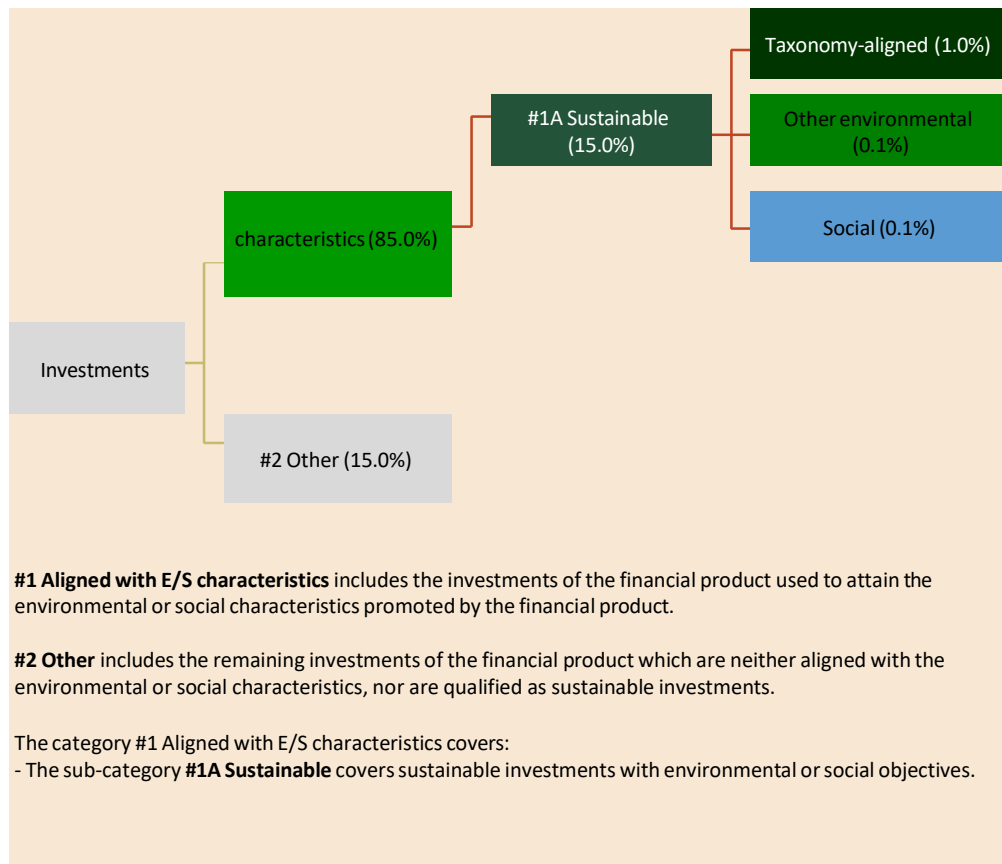 Taxonomy-aligned (1.0%)
#1A Sustainable
(15.0%)
Other environmental
(0.1%)
Social (0.1%)
characteristics (85.0%)
Investments
#2 Other (15.0%)
#1 Aligned with E/S characteristics includes the investments of the financial product used to attain the
environmental or social characteristics promoted by the financial product.
#2 Other includes the remaining investments of the financial product which are neither aligned with the
environmental or social characteristics, nor are qualified as sustainable investments.
The category #1 Aligned with E/S characteristics covers:
- The sub-category #1A Sustainable covers sustainable investments with environmental or social objectives.